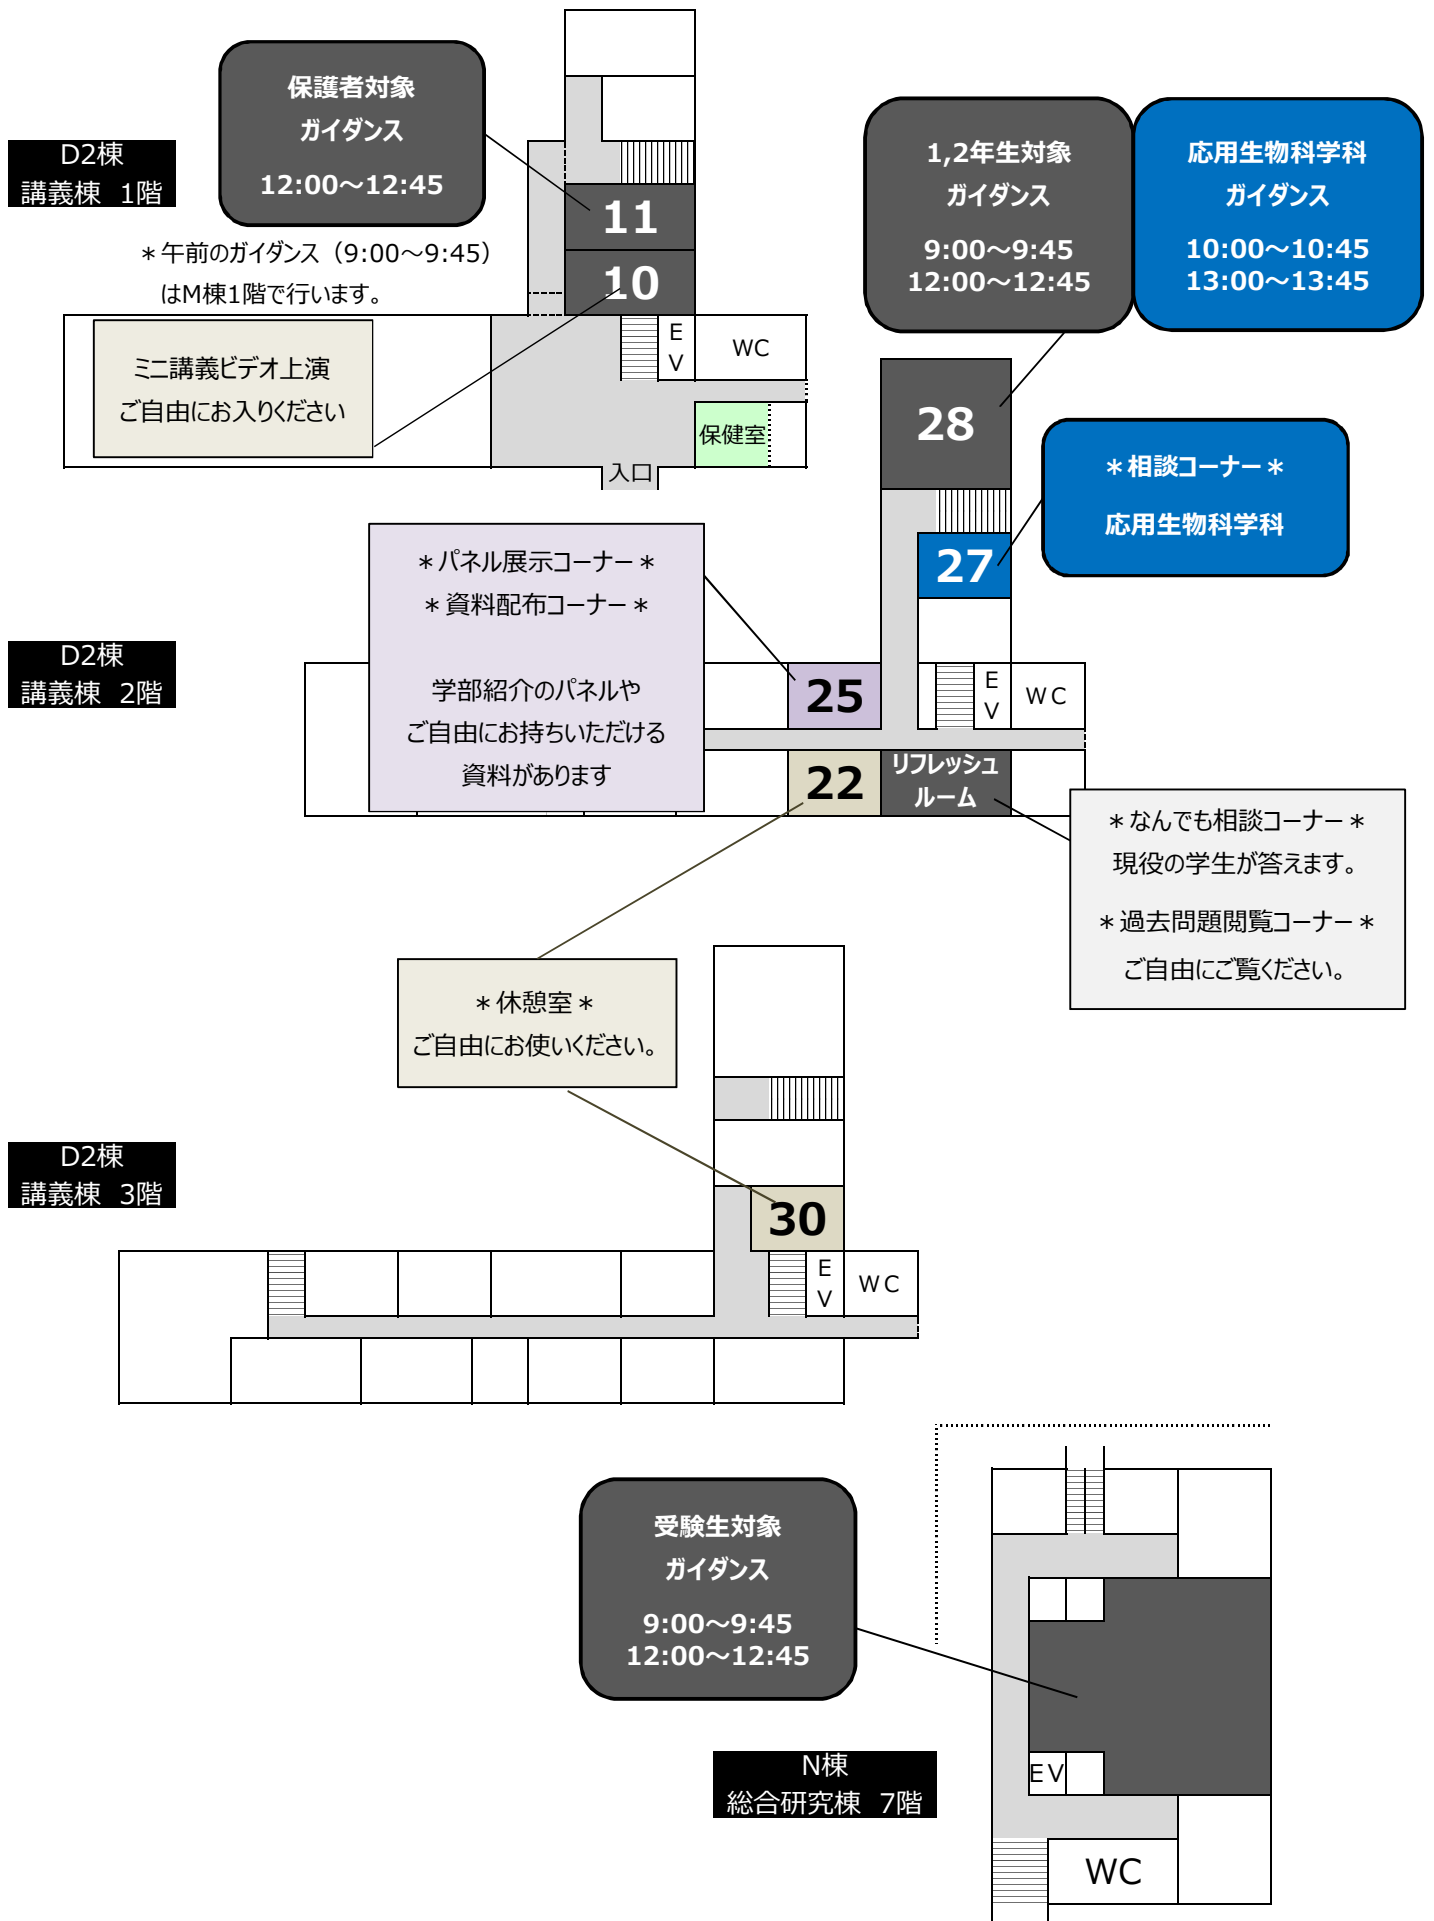 保護者対象
ガイダンス
12:00～12:45
D2棟
講義棟　1階
＊午前のガイダンス（9:00～9:45）
はM棟1階で行います。
11
10
ミニ講義ビデオ上演
ご自由にお入りください
E
V
WC
保健室
入口
1,2年生対象
ガイダンス
9:00～9:45
12:00～12:45
応用生物科学科
ガイダンス
10:00～10:45
13:00～13:45
28
＊相談コーナー＊
応用生物科学科
27
＊パネル展示コーナー＊
＊資料配布コーナー＊
学部紹介のパネルや
ご自由にお持ちいただける
資料があります
D2棟
講義棟　2階
25
E
V
WC
22
リフレッシュ
ルーム
＊なんでも相談コーナー＊
現役の学生が答えます。
＊過去問題閲覧コーナー＊
ご自由にご覧ください。
＊休憩室＊
ご自由にお使いください。
D2棟
講義棟　3階
30
E
V
WC
受験生対象
ガイダンス
9:00～9:45
12:00～12:45
N棟
総合研究棟　7階
EV
WC